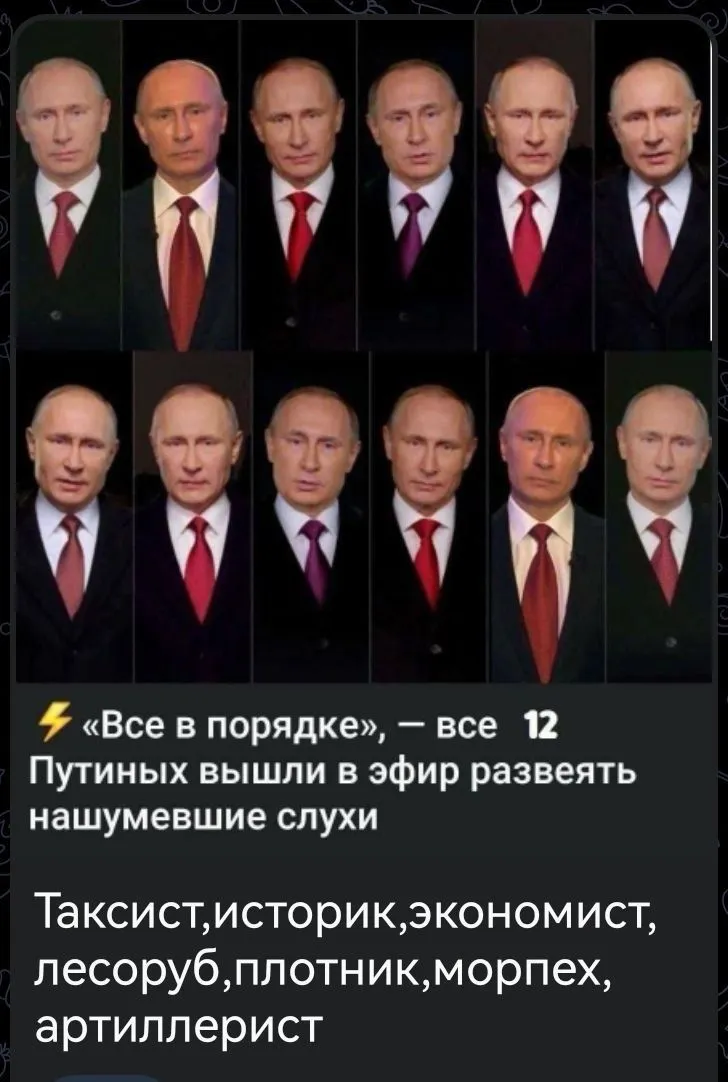 ⚡«Все в порядке», — все 12
Путиных вышли в эфир развеять
нашумевшие слухи
Таксист,историк,экономист,
лесоруб,плотник,морпех,
артиллерист